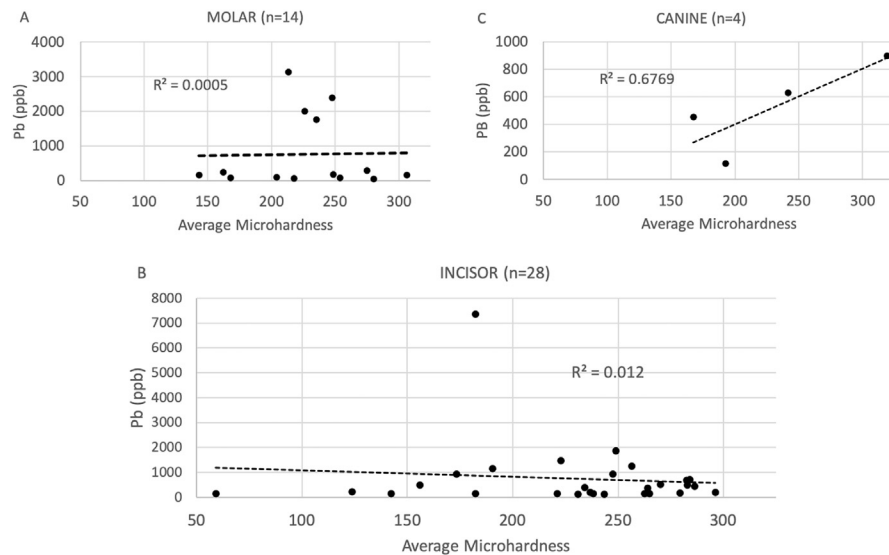 A
MOLAR (n=14)
4000
3000
2000
1000
0
R² = 0.0005
Pb (ppb)
50 100 150 200 250 300
Average Microhardness
C
CANINE (n=4)
1000
800
600
400
200
0
R² = 0.6769
PB (ppb)
50 100 150 200 250 300
Average Microhardness
B
INCISOR (n=28)
8000
7000
6000
5000
4000
3000
2000
1000
0
R² = 0.012
Pb (ppb)
50 100 150 200 250 300
Average Microhardness